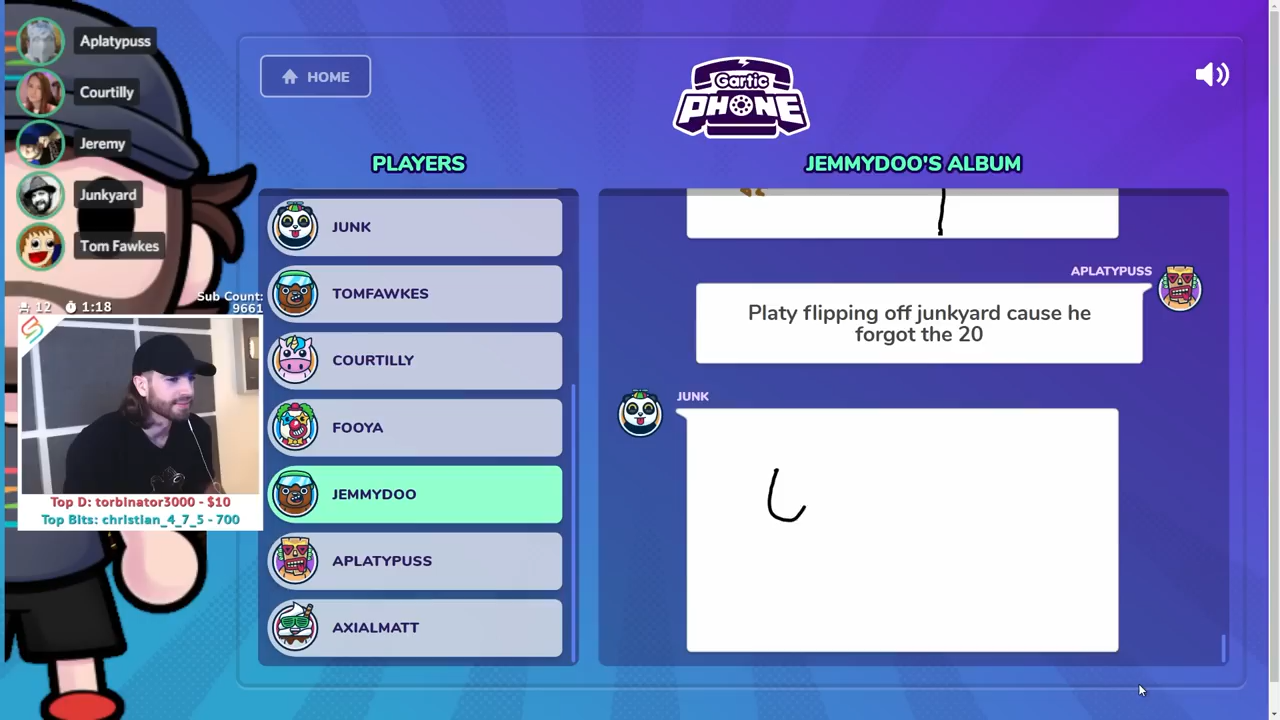 Aplatypuss
Courtilly
Jeremy
Junkyard
Tom Fawkes
12 1:18
Sub Count:
9661
Top D: torbinator3000 - $10
Top Bits: christian_4_7_5 - 700
HOME
Gartic
PHONE
PLAYERS
JUNK
TOMFAWKES
COURTILLY
FOOYA
JEMMYDOO
APLATYPUSS
AXIALMATT
JEMMYDOO'S ALBUM
APLATYPUSS
Platy flipping off junkyard cause he
forgot the 20
JUNK